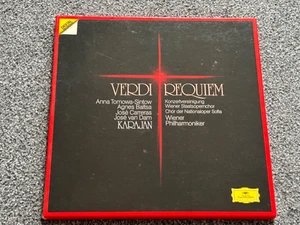 VERDI REQUIEM
Anna Tomowa-Sintow
Agnes Baltsa
José Carreras
José van Dam
KARAJAN
Konzertvereinigung
Wiener Staatsopernchor
Chor der Nationaloper Sofia
Wiener
Philharmoniker